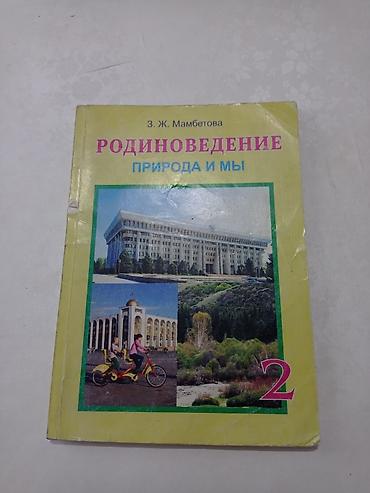 З. Ж. Мамбетова
РОДИНОВЕДЕНИЕ
ПРИРОДА И МЫ
2